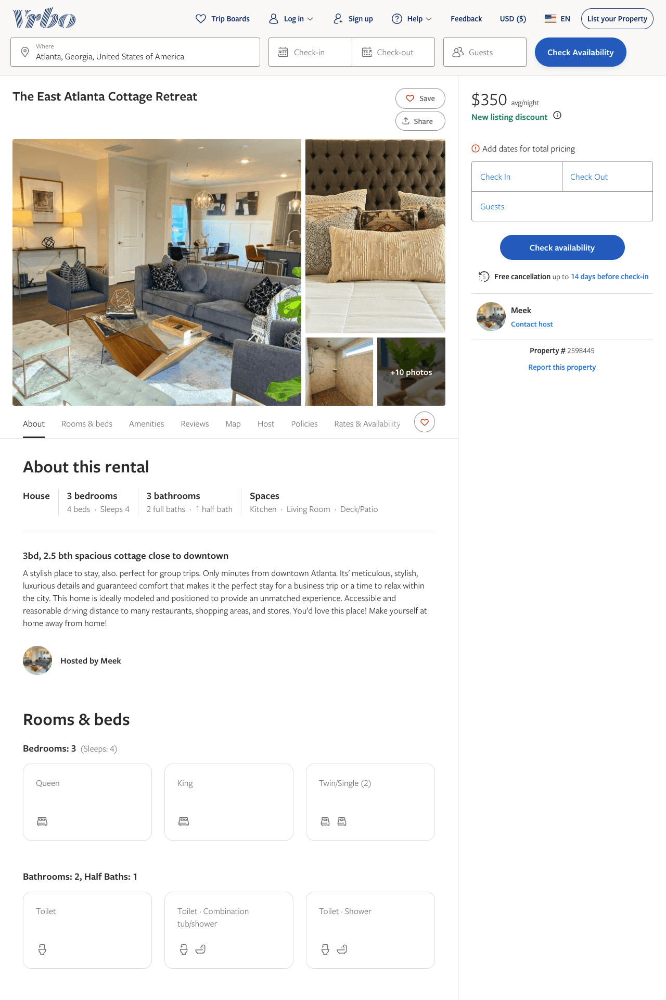 Vrbo
Trip Boards
Log in
Sign up
Help
Feedback
USD ($)
EN
List your Property
Where
Atlanta, Georgia, United States of America
Check-in
Check-out
Guests
Check Availability
The East Atlanta Cottage Retreat
Save
Share
+10 photos
$350 avg/night
New listing discount
Add dates for total pricing
Check In
Check Out
Guests
Check availability
Free cancellation up to 14 days before check-in
Meek
Contact host
Property # 2598445
Report this property
About
Rooms & beds
Amenities
Reviews
Map
Host
Policies
Rates & Availability
About this rental
House
3 bedrooms
4 beds · Sleeps 4
3 bathrooms
2 full baths · 1 half bath
Spaces
Kitchen · Living Room · Deck/Patio
3bd, 2.5 bth spacious cottage close to downtown
A stylish place to stay, also. perfect for group trips. Only minutes from downtown Atlanta. Its' meticulous, stylish,
luxurious details and guaranteed comfort that makes it the perfect stay for a business trip or a time to relax within
the city. This home is ideally modeled and positioned to provide an unmatched experience. Accessible and
reasonable driving distance to many restaurants, shopping areas, and stores. You'd love this place! Make yourself at
home away from home!
Hosted by Meek
Rooms & beds
Bedrooms: 3 (Sleeps: 4)
Queen
King
Twin/Single (2)
Bathrooms: 2, Half Baths: 1
Toilet
Toilet · Combination
tub/shower
Toilet · Shower